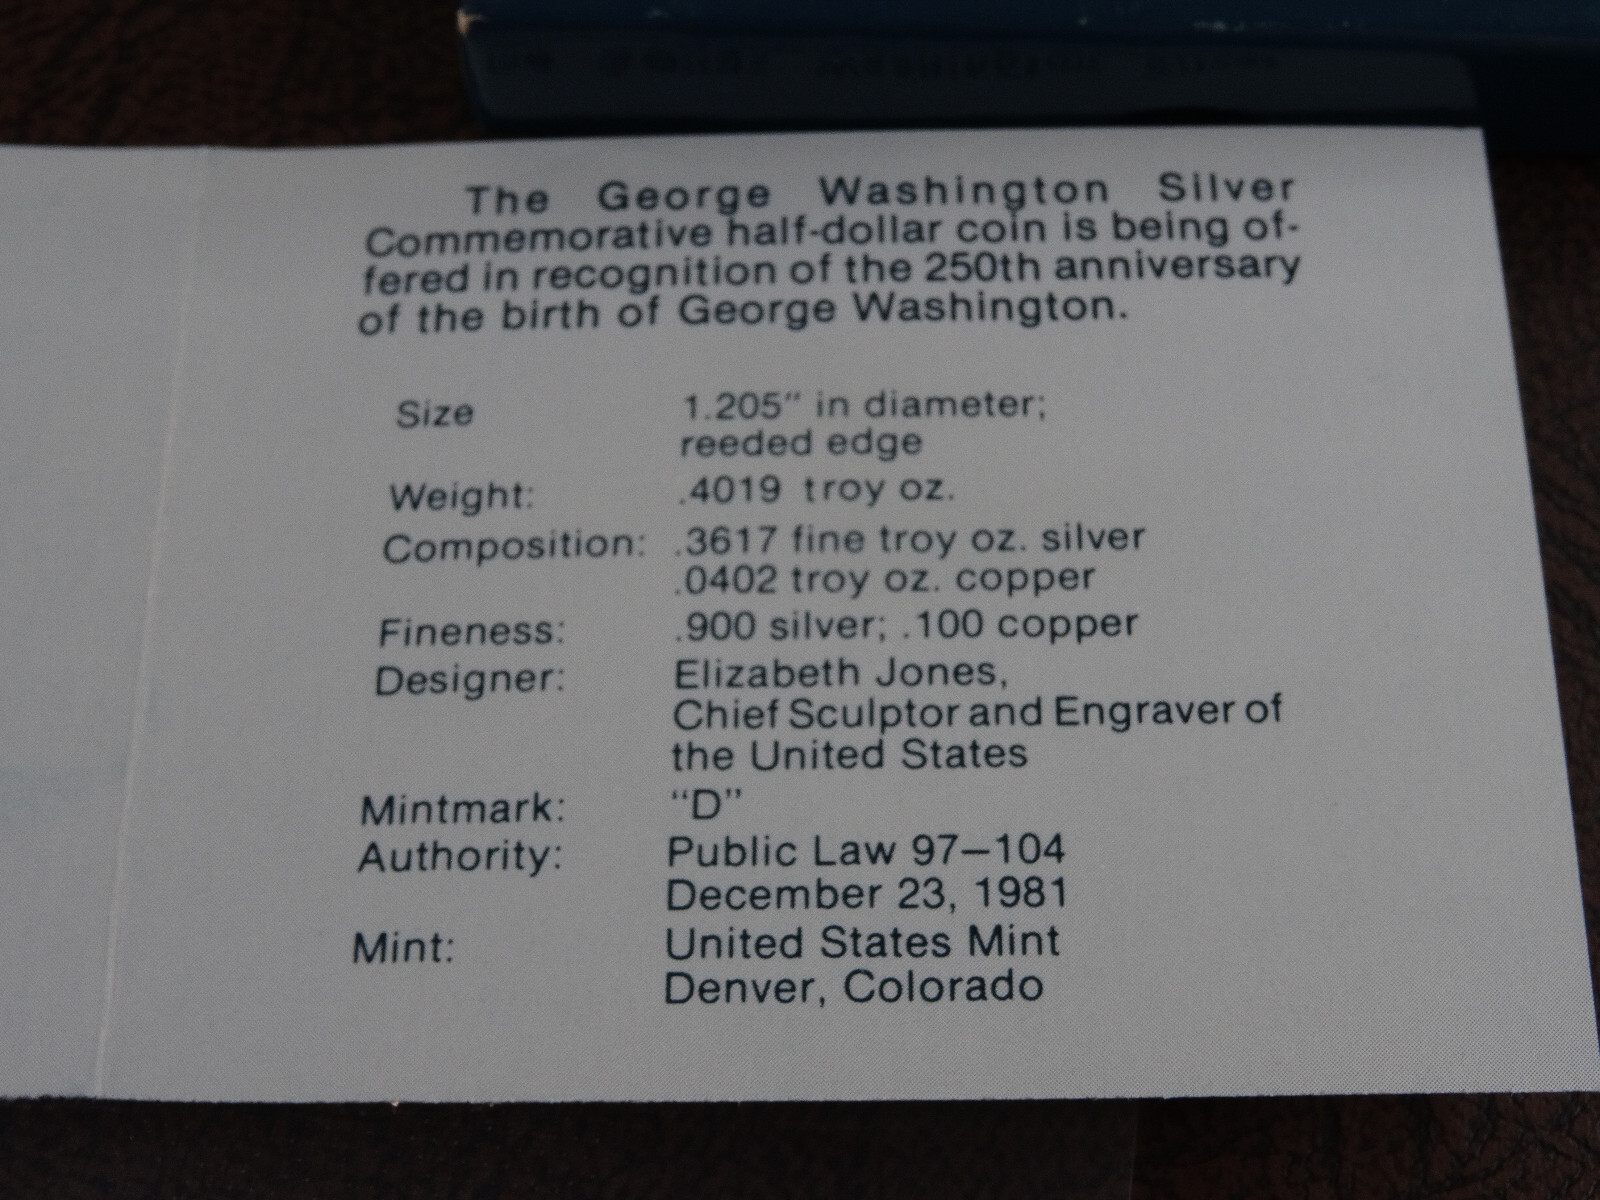 The George Washington Silver
Commemorative half-dollar coin is being of-
fered in recognition of the 250th anniversary
of the birth of George Washington.
Size 1.205" in diameter;
reeded edge
Weight: .4019 troy oz.
Composition: .3617 fine troy oz. silver
.0402 troy oz. copper
Fineness: .900 silver; .100 copper
Designer: Elizabeth Jones,
Chief Sculptor and Engraver of
the United States
Mintmark: “D”
Authority: Public Law 97–104
December 23, 1981
Mint: United States Mint
Denver, Colorado